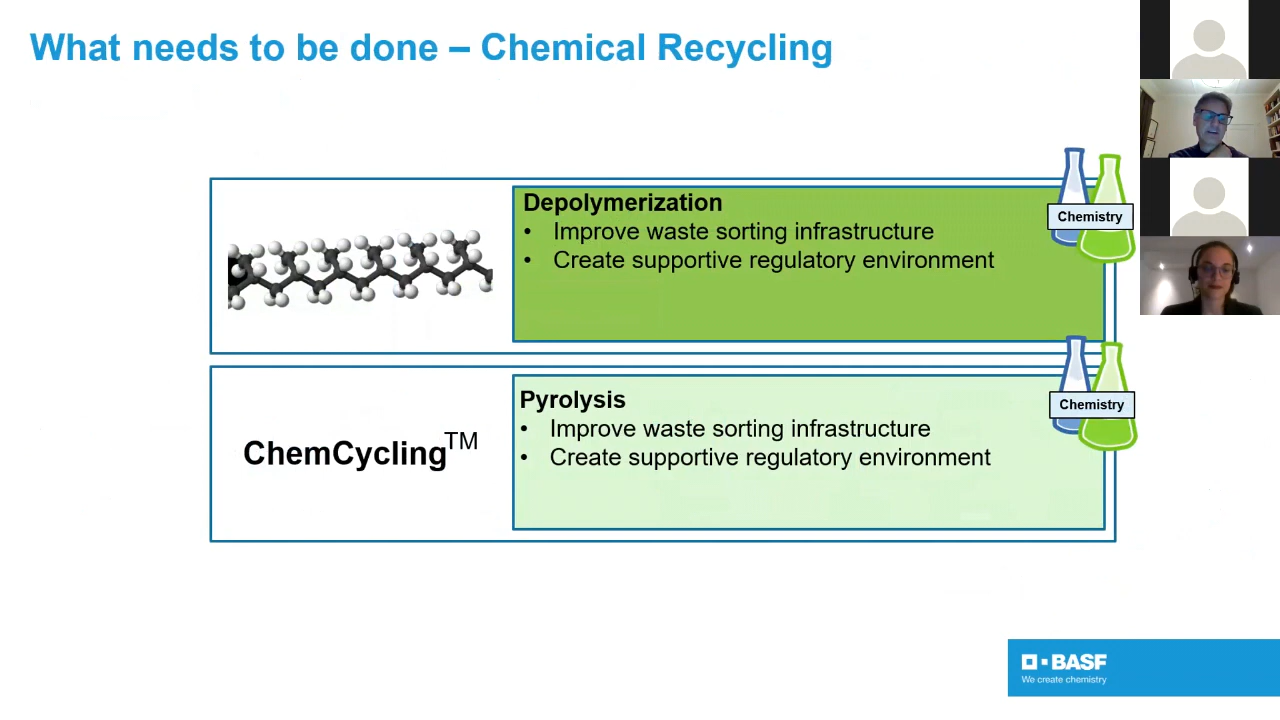 What needs to be done – Chemical Recycling
Depolymerization
• Improve waste sorting infrastructure
• Create supportive regulatory environment
Chemistry
ChemCycling™
Pyrolysis
• Improve waste sorting infrastructure
• Create supportive regulatory environment
Chemistry
BASF
We create chemistry